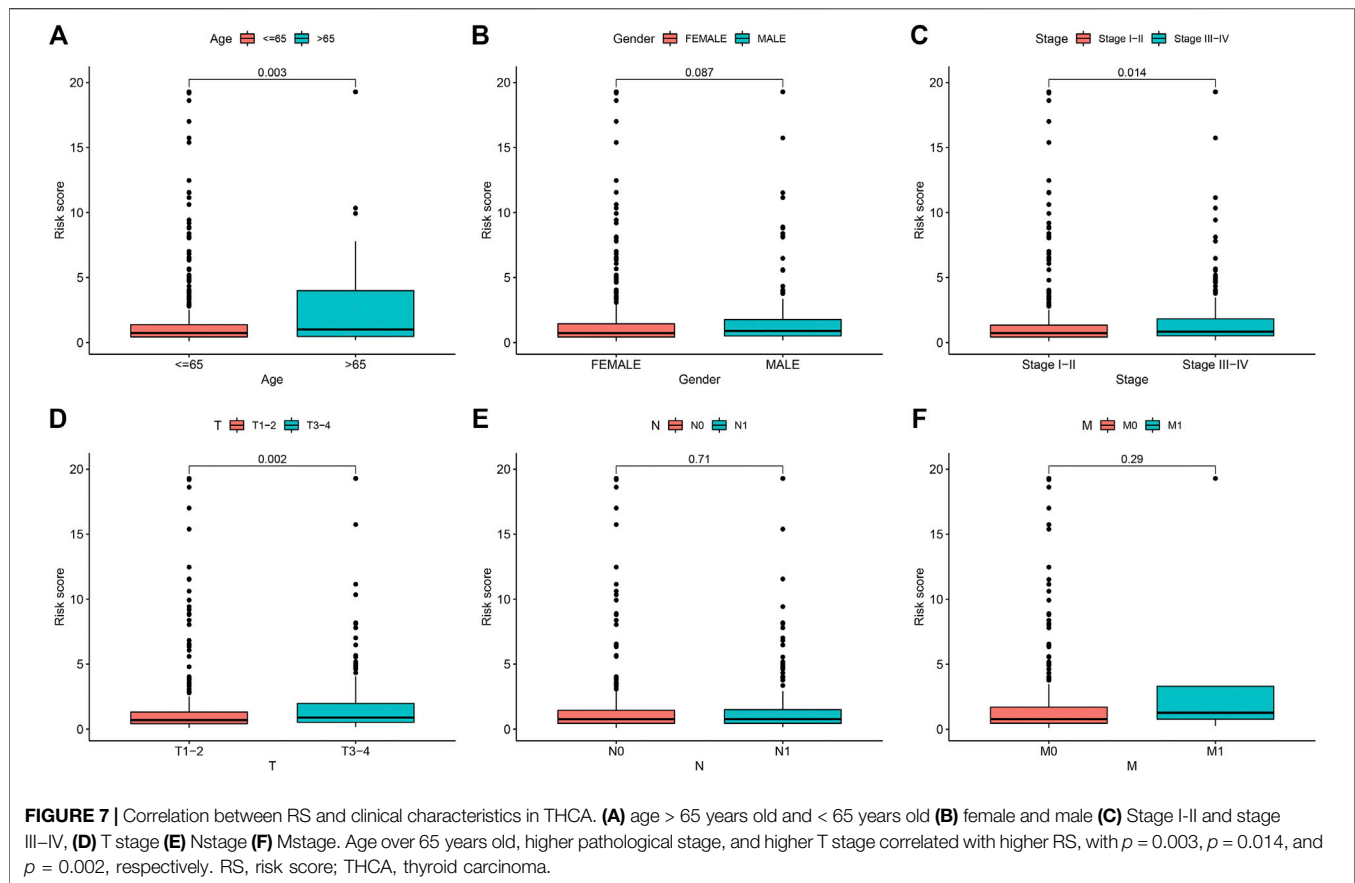 A
Age <=65 >65
0.003
20
15
10
5
0
Risk score
<=65 >65
Age
B
Gender FEMALE MALE
0.087
20
15
10
5
0
Risk score
FEMALE MALE
Gender
C
Stage Stage I−II Stage III−IV
0.014
20
15
10
5
0
Risk score
Stage I−II Stage III−IV
Stage
D
T T1−2 T3−4
0.002
20
15
10
5
0
Risk score
T1−2 T3−4
T
E
N N0 N1
0.71
20
15
10
5
0
Risk score
N0 N1
N
F
M M0 M1
0.29
20
15
10
5
0
Risk score
M0 M1
M
FIGURE 7 | Correlation between RS and clinical characteristics in THCA. (A) age > 65 years old and < 65 years old (B) female and male (C) Stage I-II and stage
III–IV, (D) T stage (E) Nstage (F) Mstage. Age over 65 years old, higher pathological stage, and higher T stage correlated with higher RS, with p = 0.003, p = 0.014, and
p = 0.002, respectively. RS, risk score; THCA, thyroid carcinoma.